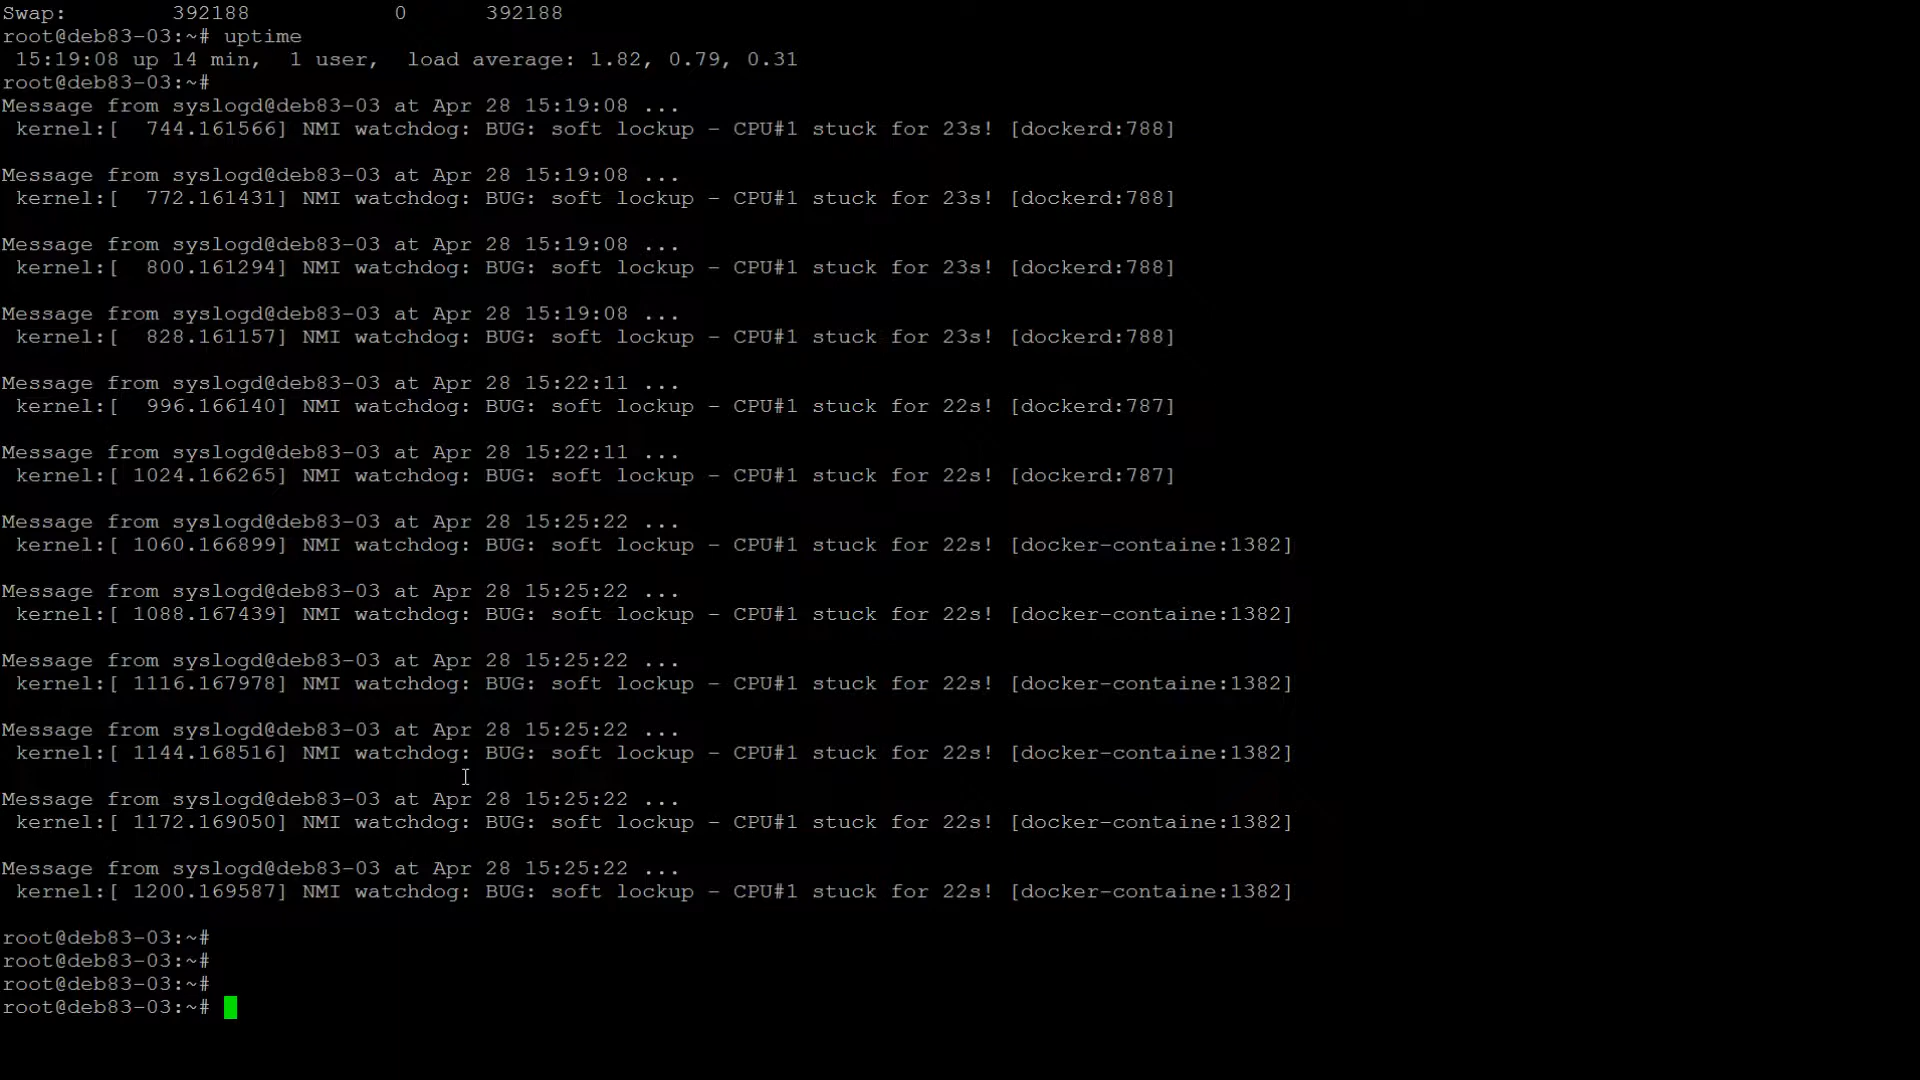 Swap:        392188           0      392188
root@deb83-03:~# uptime
 15:19:08 up 14 min,  1 user,  load average: 1.82, 0.79, 0.31
root@deb83-03:~#
Message from syslogd@deb83-03 at Apr 28 15:19:08 ...
 kernel:[  744.161566] NMI watchdog: BUG: soft lockup - CPU#1 stuck for 23s! [dockerd:788]
Message from syslogd@deb83-03 at Apr 28 15:19:08 ...
 kernel:[  772.161431] NMI watchdog: BUG: soft lockup - CPU#1 stuck for 23s! [dockerd:788]
Message from syslogd@deb83-03 at Apr 28 15:19:08 ...
 kernel:[  800.161294] NMI watchdog: BUG: soft lockup - CPU#1 stuck for 23s! [dockerd:788]
Message from syslogd@deb83-03 at Apr 28 15:19:08 ...
 kernel:[  828.161157] NMI watchdog: BUG: soft lockup - CPU#1 stuck for 23s! [dockerd:788]
Message from syslogd@deb83-03 at Apr 28 15:22:11 ...
 kernel:[  996.166140] NMI watchdog: BUG: soft lockup - CPU#1 stuck for 22s! [dockerd:787]
Message from syslogd@deb83-03 at Apr 28 15:22:11 ...
 kernel:[ 1024.166265] NMI watchdog: BUG: soft lockup - CPU#1 stuck for 22s! [dockerd:787]
Message from syslogd@deb83-03 at Apr 28 15:25:22 ...
 kernel:[ 1060.166899] NMI watchdog: BUG: soft lockup - CPU#1 stuck for 22s! [docker-containe:1382]
Message from syslogd@deb83-03 at Apr 28 15:25:22 ...
 kernel:[ 1088.167439] NMI watchdog: BUG: soft lockup - CPU#1 stuck for 22s! [docker-containe:1382]
Message from syslogd@deb83-03 at Apr 28 15:25:22 ...
 kernel:[ 1116.167978] NMI watchdog: BUG: soft lockup - CPU#1 stuck for 22s! [docker-containe:1382]
Message from syslogd@deb83-03 at Apr 28 15:25:22 ...
 kernel:[ 1144.168516] NMI watchdog: BUG: soft lockup - CPU#1 stuck for 22s! [docker-containe:1382]
Message from syslogd@deb83-03 at Apr 28 15:25:22 ...
 kernel:[ 1172.169050] NMI watchdog: BUG: soft lockup - CPU#1 stuck for 22s! [docker-containe:1382]
Message from syslogd@deb83-03 at Apr 28 15:25:22 ...
 kernel:[ 1200.169587] NMI watchdog: BUG: soft lockup - CPU#1 stuck for 22s! [docker-containe:1382]
root@deb83-03:~#
root@deb83-03:~#
root@deb83-03:~#
root@deb83-03:~#